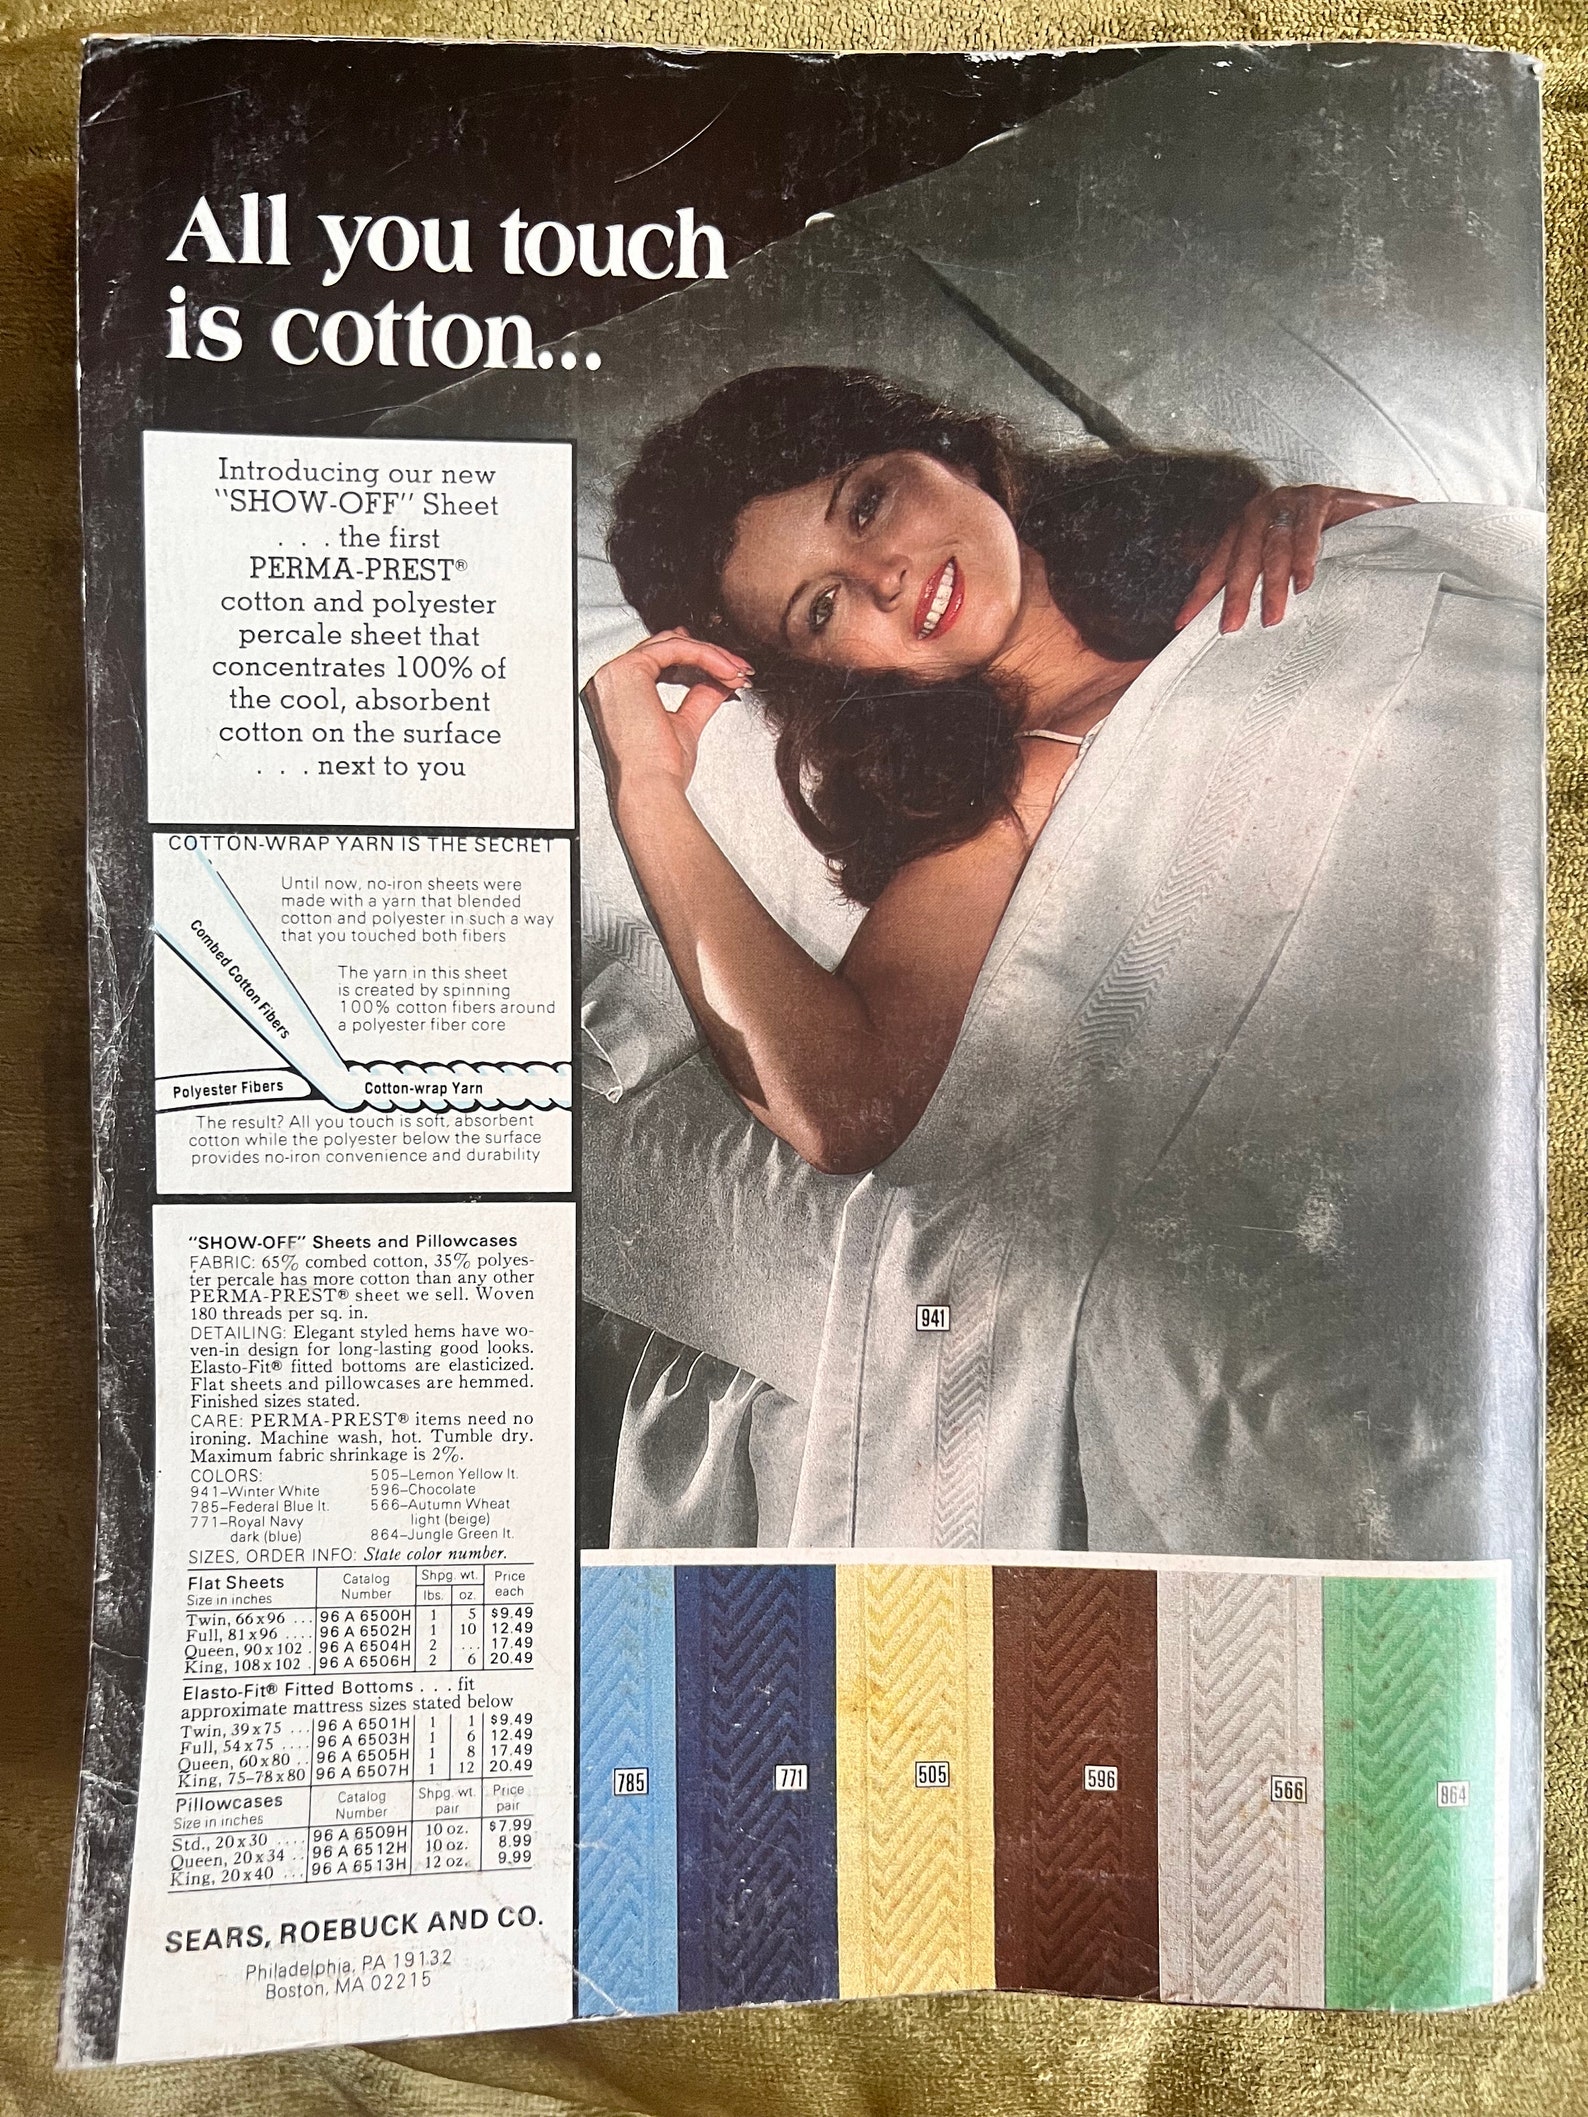 All you touch
is cotton...
Introducing our new
"SHOW-OFF" Sheet
. . . the first
PERMA-PREST®
cotton and polyester
percale sheet that
concentrates 100% of
the cool, absorbent
cotton on the surface
. . . next to you
COTTON-WRAP YARN IS THE SECRET
Until now, no-iron sheets were
made with a yarn that blended
cotton and polyester in such a way
that you touched both fibers
Combed Cotton Fibers
The yarn in this sheet
is created by spinning
100% cotton fibers around
a polyester fiber core
Polyester Fibers
Cotton-wrap Yarn
The result? All you touch is soft, absorbent
cotton while the polyester below the surface
provides no-iron convenience and durability
"SHOW-OFF" Sheets and Pillowcases
FABRIC: 65% combed cotton, 35% polyes-
ter percale has more cotton than any other
PERMA-PREST® sheet we sell. Woven
180 threads per sq. in.
DETAILING: Elegant styled hems have wo-
ven-in design for long-lasting good looks.
Elasto-Fit® fitted bottoms are elasticized.
Flat sheets and pillowcases are hemmed.
Finished sizes stated.
CARE: PERMA-PREST® items need no
ironing. Machine wash, hot. Tumble dry.
Maximum fabric shrinkage is 2%.
COLORS: 505–Lemon Yellow lt.
941–Winter White 596–Chocolate
785–Federal Blue lt. 566–Autumn Wheat
771–Royal Navy light (beige)
dark (blue) 864–Jungle Green lt.
SIZES, ORDER INFO: State color number.
Flat Sheets Catalog Shpg. wt. Price
Size in inches Number lbs. oz. each
Twin, 66x96 ... 96 A 6500H 1 5 $9.49
Full, 81x96 .... 96 A 6502H 1 10 12.49
Queen, 90x102 . 96 A 6504H 2 ... 17.49
King, 108x102 . 96 A 6506H 2 6 20.49
Elasto-Fit® Fitted Bottoms . . . fit
approximate mattress sizes stated below
Twin, 39x75 ... 96 A 6501H 1 1 $9.49
Full, 54x75 .... 96 A 6503H 1 6 12.49
Queen, 60x80 .. 96 A 6505H 1 8 17.49
King, 75–78x80 96 A 6507H 1 12 20.49
Pillowcases Catalog Shpg. wt. Price
Size in inches Number pair pair
Std., 20x30 .... 96 A 6509H 10 oz. $7.99
Queen, 20x34 .. 96 A 6512H 10 oz. 8.99
King, 20x40 ... 96 A 6513H 12 oz. 9.99
SEARS, ROEBUCK AND CO.
Philadelphia, PA 19132
Boston, MA 02215
941
785 771 505 596 566 864